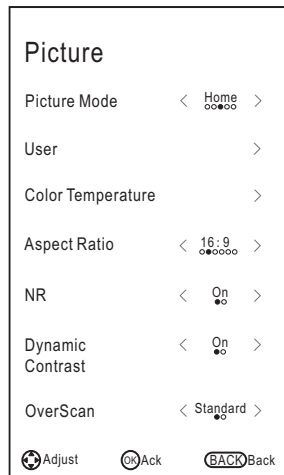 Picture
Picture Mode < Home >
User >
Color Temperature >
Aspect Ratio < 16:9 >
NR < On >
Dynamic < On >
Contrast
OverScan < Standard >
Adjust OK Ack BACK Back